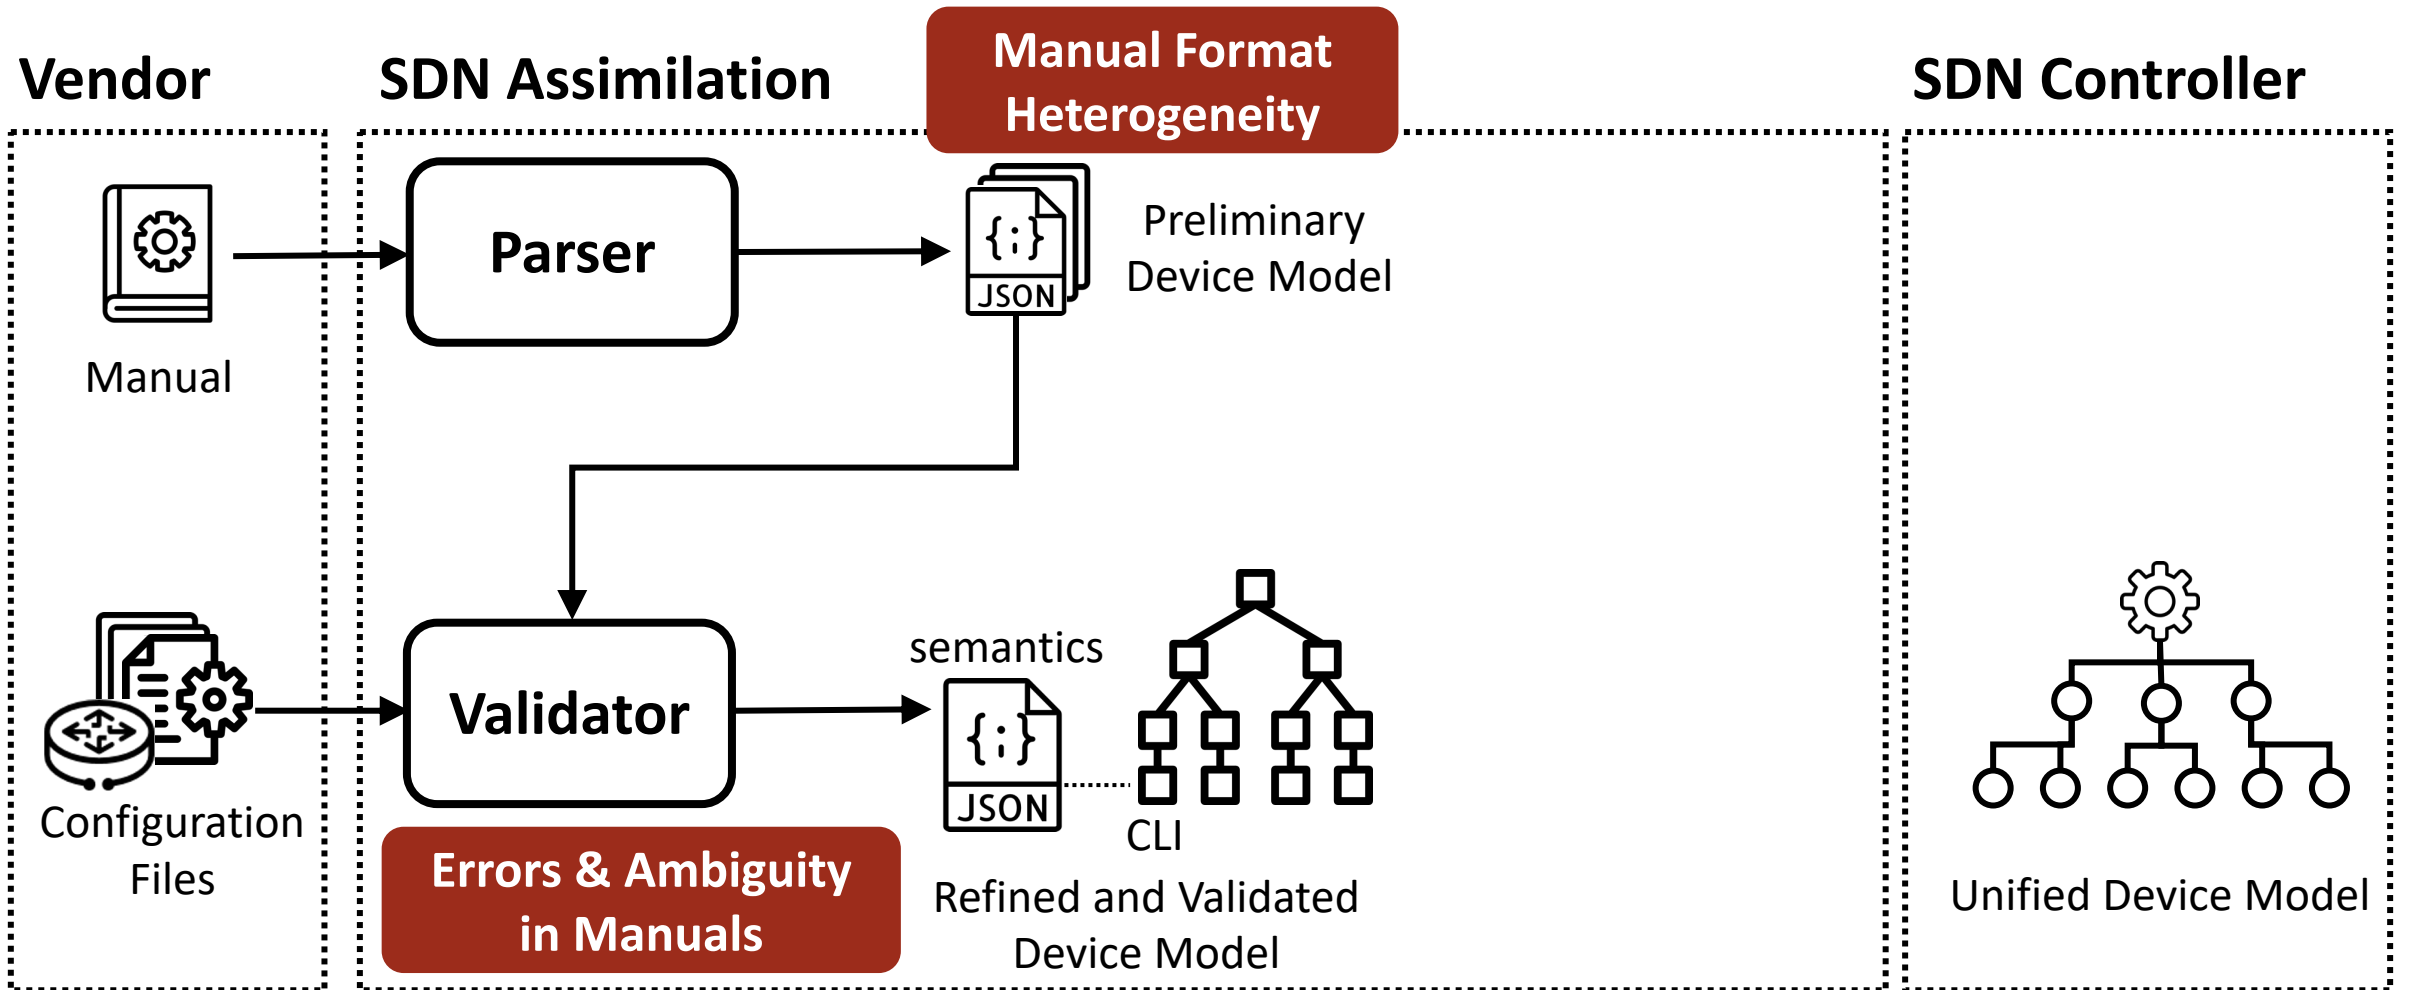 Manual Format
Heterogeneity
Vendor
SDN Assimilation
SDN Controller
Parser
{;}
JSON
Preliminary
Device Model
Manual
Validator
semantics
{;}
JSON
CLI
Configuration
Files
Errors & Ambiguity
in Manuals
Refined and Validated
Device Model
Unified Device Model